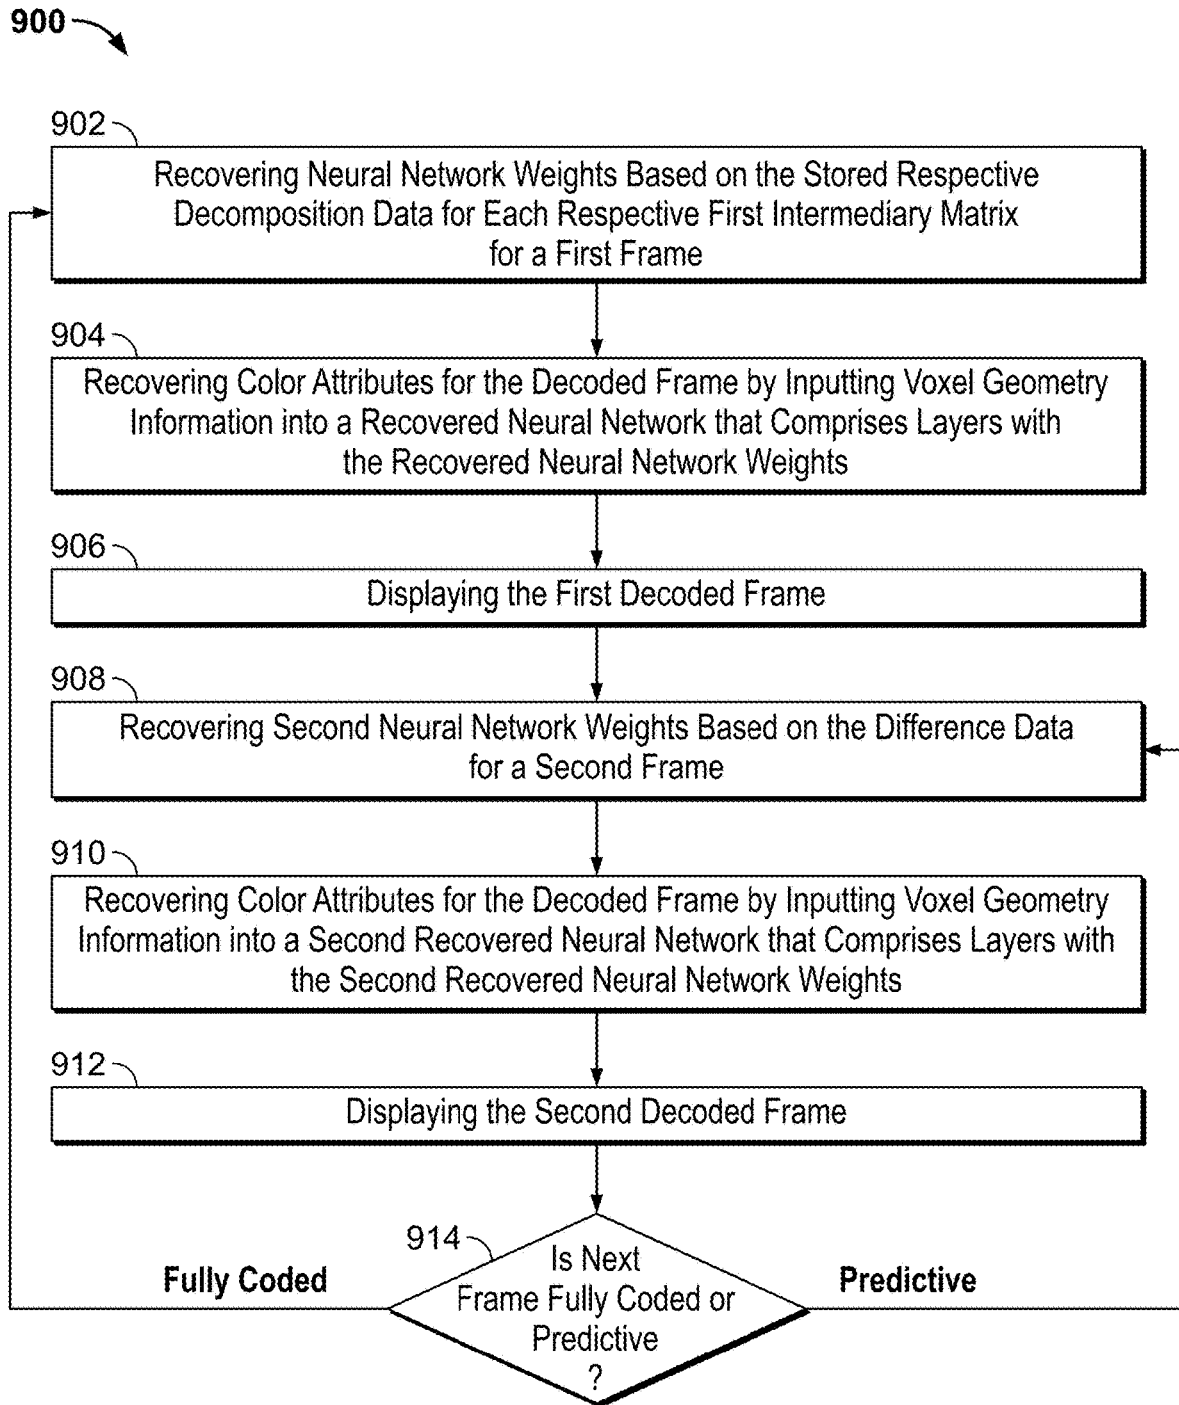 900
902
Recovering Neural Network Weights Based on the Stored Respective
Decomposition Data for Each Respective First Intermediary Matrix
for a First Frame
904
Recovering Color Attributes for the Decoded Frame by Inputting Voxel Geometry
Information into a Recovered Neural Network that Comprises Layers with
the Recovered Neural Network Weights
906
Displaying the First Decoded Frame
908
Recovering Second Neural Network Weights Based on the Difference Data
for a Second Frame
910
Recovering Color Attributes for the Decoded Frame by Inputting Voxel Geometry
Information into a Second Recovered Neural Network that Comprises Layers with
the Second Recovered Neural Network Weights
912
Displaying the Second Decoded Frame
914
Fully Coded
Is Next
Frame Fully Coded or
Predictive
?
Predictive